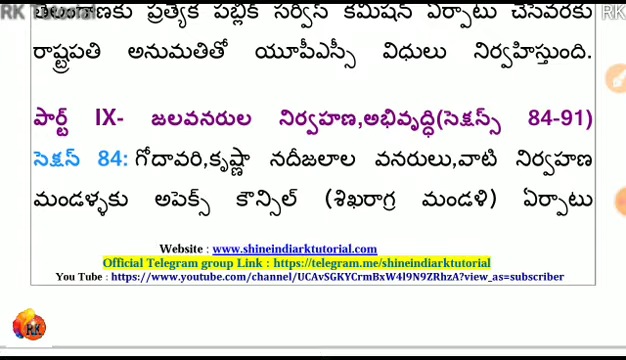 తెలంగాణకు ప్రత్యేక పబ్లిక్ సర్వీస్ కమిషన్ ఏర్పాటు చేసేవరకు
రాష్ట్రపతి అనుమతితో యూపీఎస్సీ విధులు నిర్వహిస్తుంది.
పార్ట్ IX- జలవనరుల నిర్వహణ,అభివృద్ధి(సెక్షన్స్ 84-91)
సెక్షన్ 84: గోదావరి,కృష్ణా నదీజలాల వనరులు,వాటి నిర్వహణ
మండళ్ళకు అపెక్స్ కౌన్సిల్ (శిఖరాగ్ర మండలి) ఏర్పాటు
Website : www.shineindiarktutorial.com
Official Telegram group Link : https://telegram.me/shineindiarktutorial
You Tube : https://www.youtube.com/channel/UCAvSGKYCrmBxW4l9N9ZRhzA?view_as=subscriber
RK